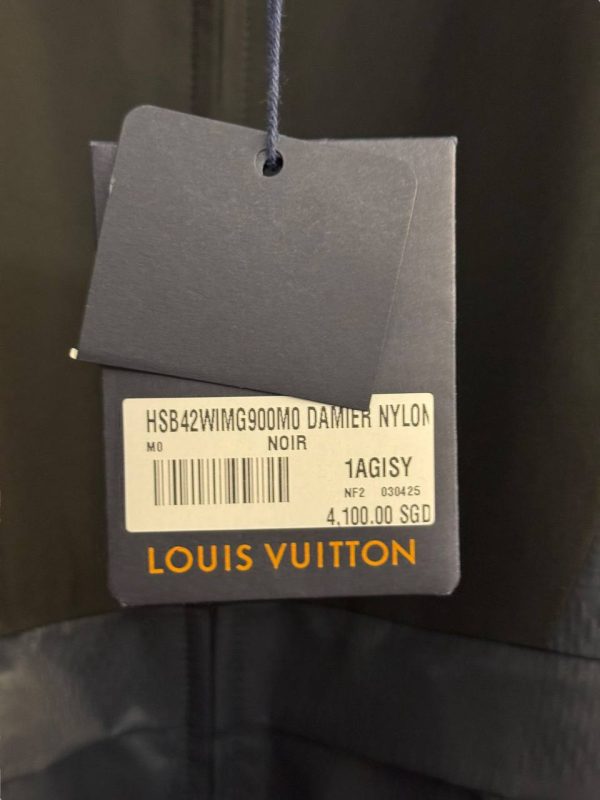 HSB42WIMG900M0 DAMIER NYLON
M0 NOIR
1AGISY
NF2 030425
4,100.00 SGD
LOUIS VUITTON